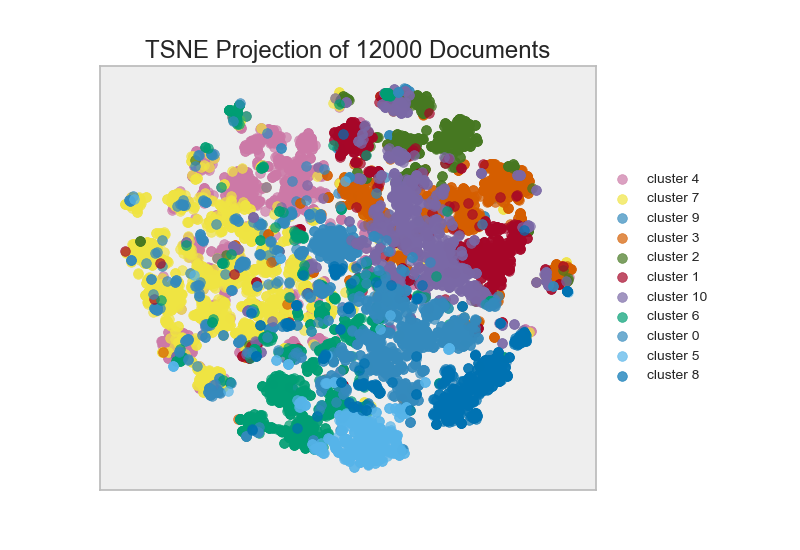 TSNE Projection of 12000 Documents
cluster 4
cluster 7
cluster 9
cluster 3
cluster 2
cluster 1
cluster 10
cluster 6
cluster 0
cluster 5
cluster 8